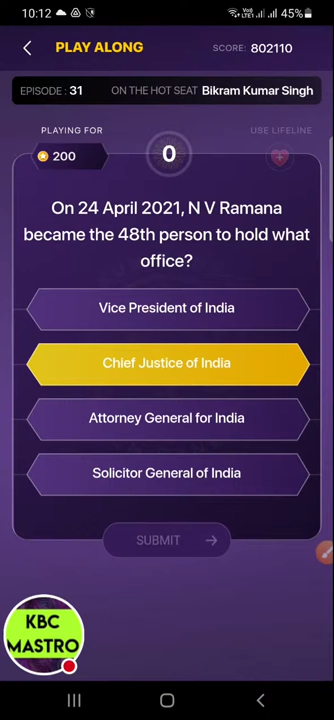 10:12
Vo))
LTE1
45%
PLAY ALONG
SCORE: 802110
EPISODE : 31
ON THE HOT SEAT Bikram Kumar Singh
PLAYING FOR
USE LIFELINE
200
0
On 24 April 2021, N V Ramana
became the 48th person to hold what
office?
Vice President of India
Chief Justice of India
Attorney General for India
Solicitor General of India
SUBMIT
KBC
MASTRO